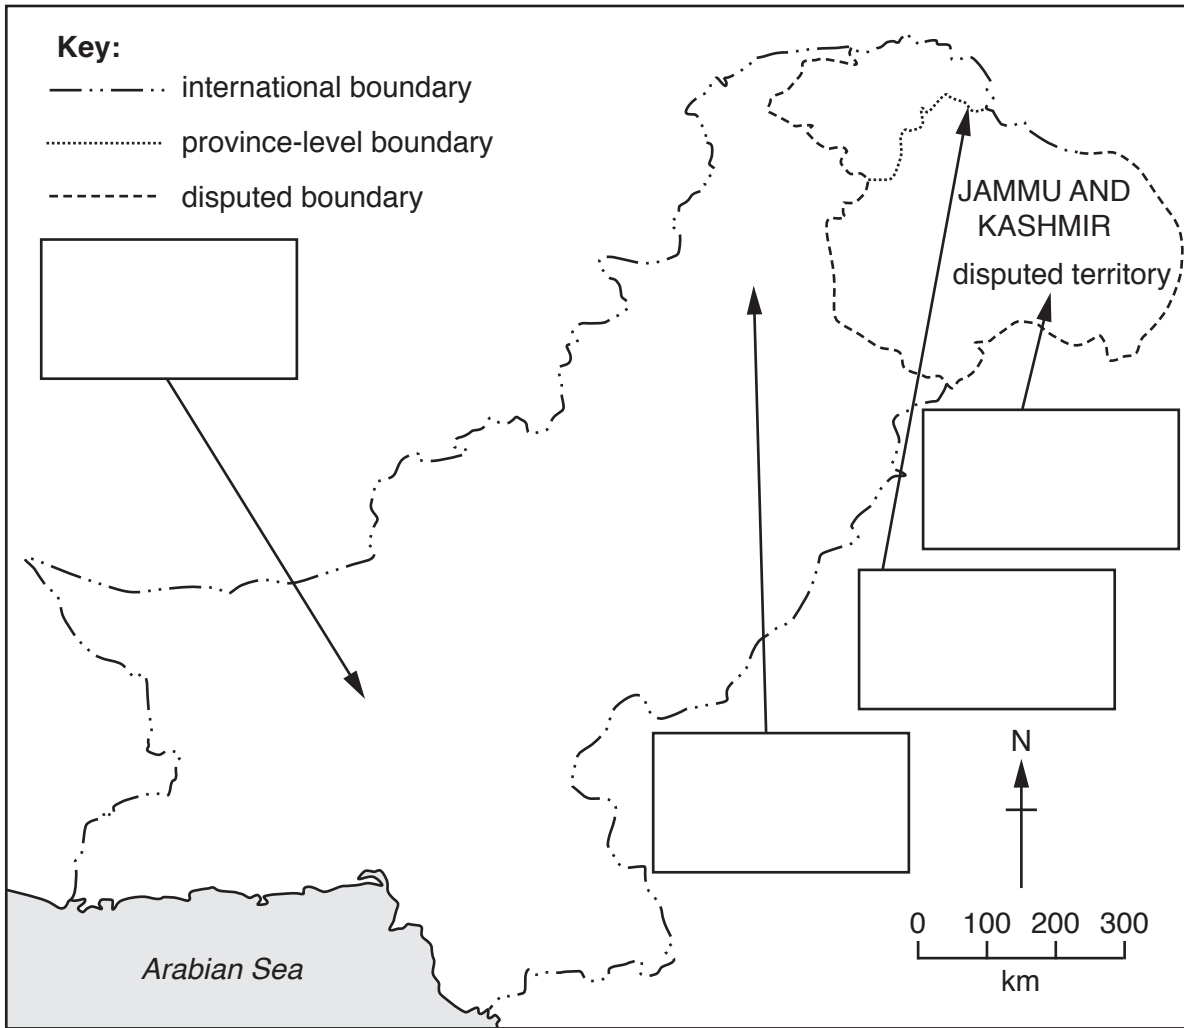 Key:
international boundary
province-level boundary
disputed boundary
JAMMU AND
KASHMIR
disputed territory
N
0 100 200 300
km
Arabian Sea